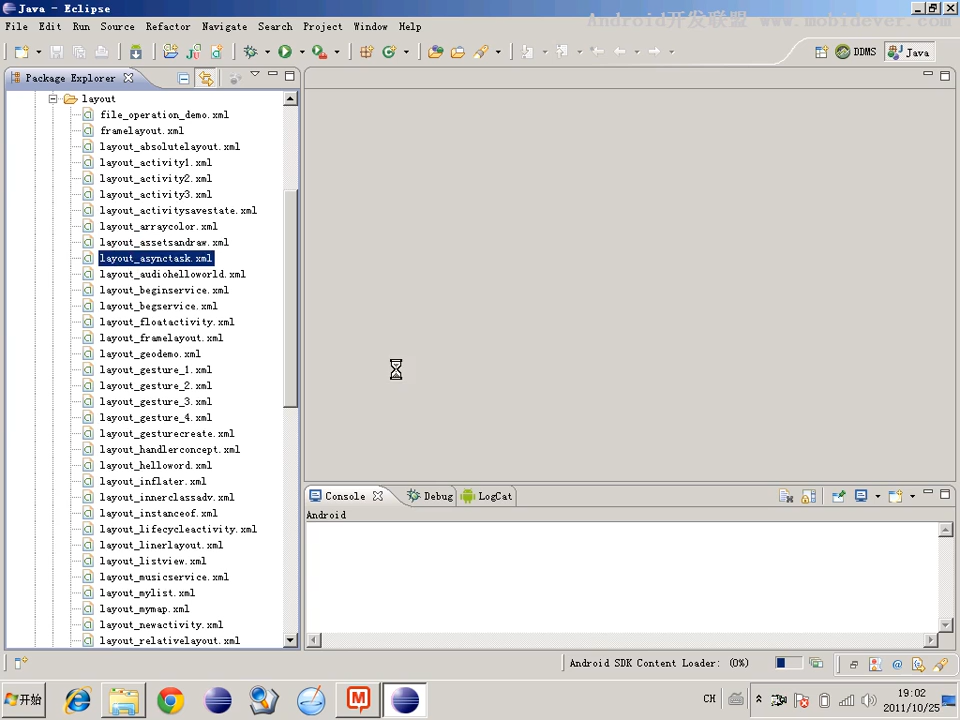 Java - Eclipse
Android开发联盟 www.mobidever.com
File Edit Run Source Refactor Navigate Search Project Window Help
DDMS Java
Package Explorer
layout
file_operation_demo.xml
framelayout.xml
layout_absolutelayout.xml
layout_activity1.xml
layout_activity2.xml
layout_activity3.xml
layout_activitysavestate.xml
layout_arraycolor.xml
layout_assetsandraw.xml
layout_asynctask.xml
layout_audiohelloworld.xml
layout_beginservice.xml
layout_begservice.xml
layout_floatactivity.xml
layout_framelayout.xml
layout_geodemo.xml
layout_gesture_1.xml
layout_gesture_2.xml
layout_gesture_3.xml
layout_gesture_4.xml
layout_gesturecreate.xml
layout_handlerconcept.xml
layout_helloword.xml
layout_inflater.xml
layout_innerclassadv.xml
layout_instanceof.xml
layout_lifecycleactivity.xml
layout_linerlayout.xml
layout_listview.xml
layout_musicservice.xml
layout_mylist.xml
layout_mymap.xml
layout_newactivity.xml
layout_relativelayout.xml
Console Debug LogCat
Android
Android SDK Content Loader: (0%)
开始
CH
19:02
2011/10/25